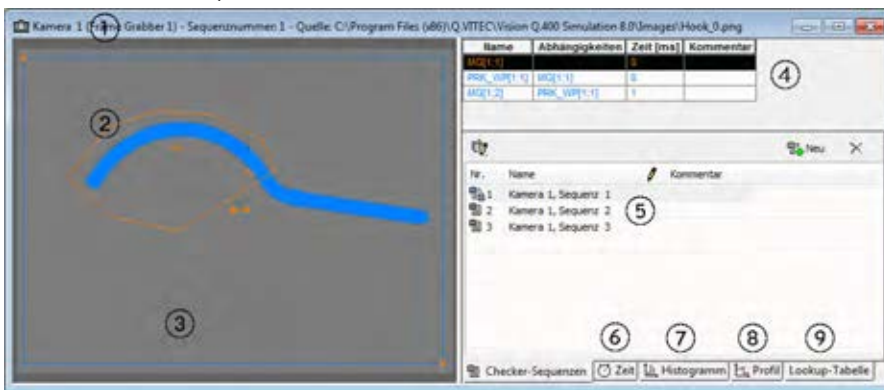 Kamera 1 (Frame Grabber 1) - Sequenznummen 1 - Quelle: C:\Program Files (x86)\Q.VITEC\Vision Q.400 Simulation 8.0\Images\Hook_0.png
①
②
③
Name Abhängigkeiten Zeit [ms] Kommentar
MG[1;1] 0
PRK_WP[1;1] MG[1;1] 0
MG[1;2] PRK_WP[1;1] 1
④
Neu
Nr. Name Kommentar
1 Kamera 1, Sequenz 1
2 Kamera 1, Sequenz 2
3 Kamera 1, Sequenz 3
⑤
⑥ ⑦ ⑧ ⑨
Checker-Sequenzen Zeit Histogramm Profil Lookup-Tabelle